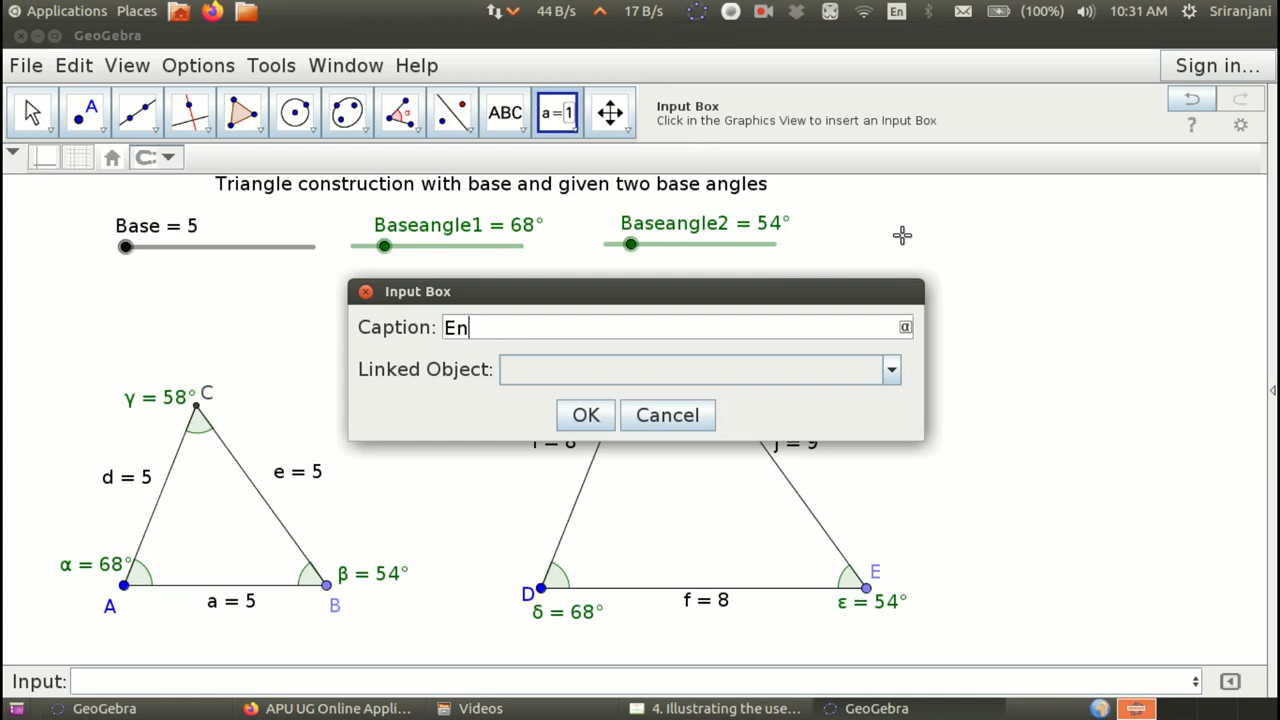 Applications Places 44 B/s 17 B/s En (100%) 10:31 AM Sriranjani
GeoGebra
File Edit View Options Tools Window Help Sign in...
A ABC a=1 Input Box
Click in the Graphics View to insert an Input Box
?
Triangle construction with base and given two base angles
Base = 5 Baseangle1 = 68° Baseangle2 = 54°
Input Box
Caption: En α
Linked Object:
OK Cancel
γ = 58° C
j = 9
d = 5 e = 5
α = 68° β = 54° E
D f = 8 ε = 54°
A a = 5 B δ = 68°
Input:
GeoGebra APU UG Online Appli... Videos 4. Illustrating the use... GeoGebra